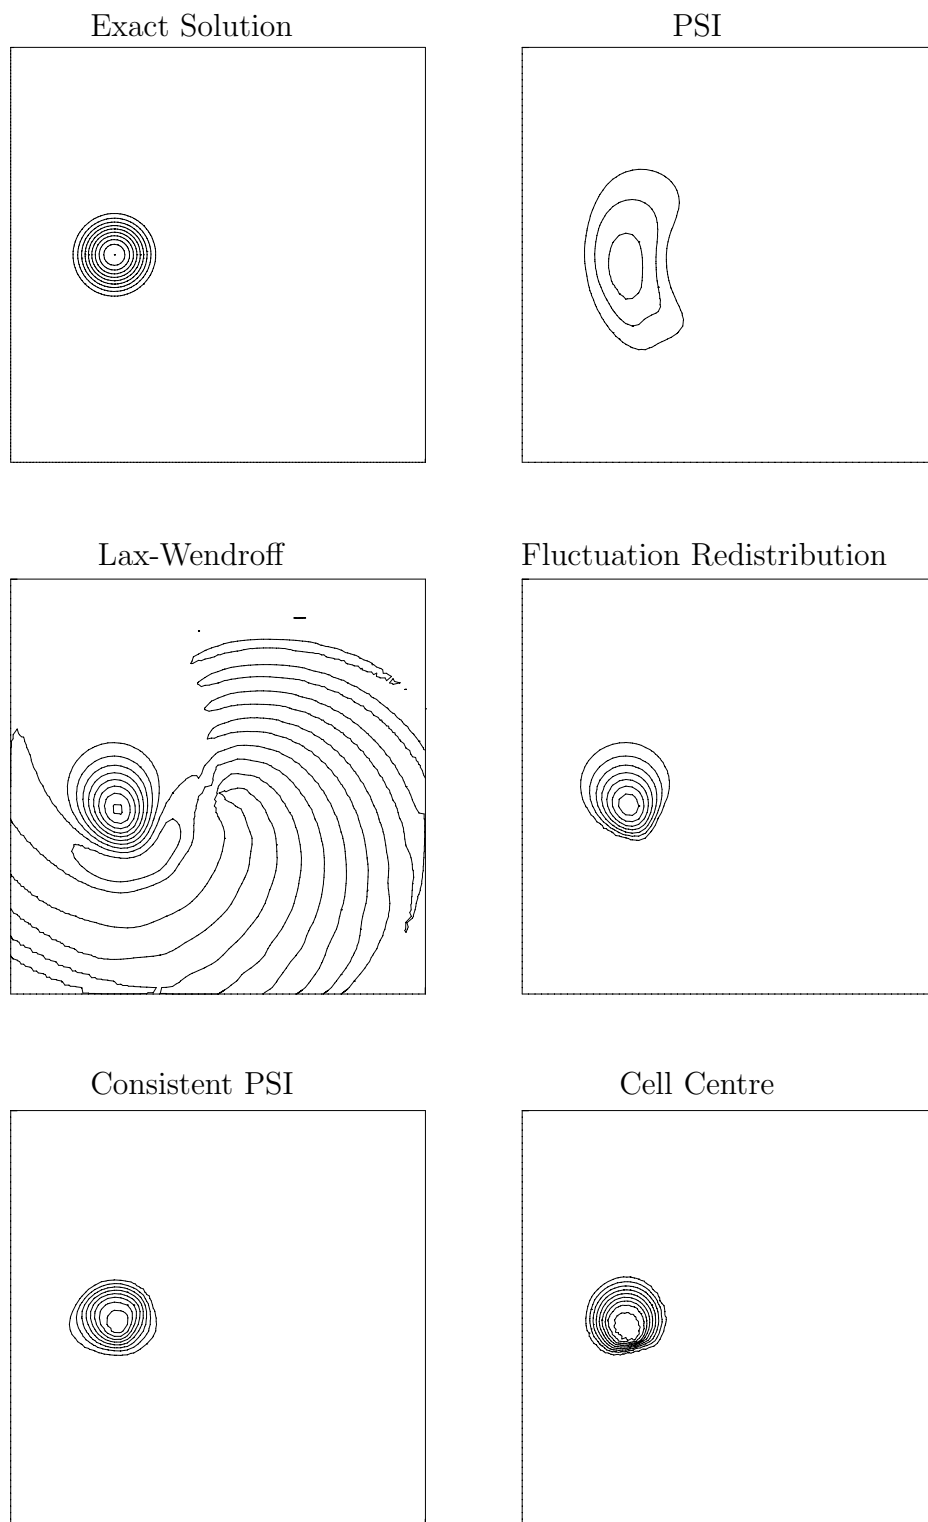 Exact Solution
PSI
Lax-Wendroff
Fluctuation Redistribution
Consistent PSI
Cell Centre